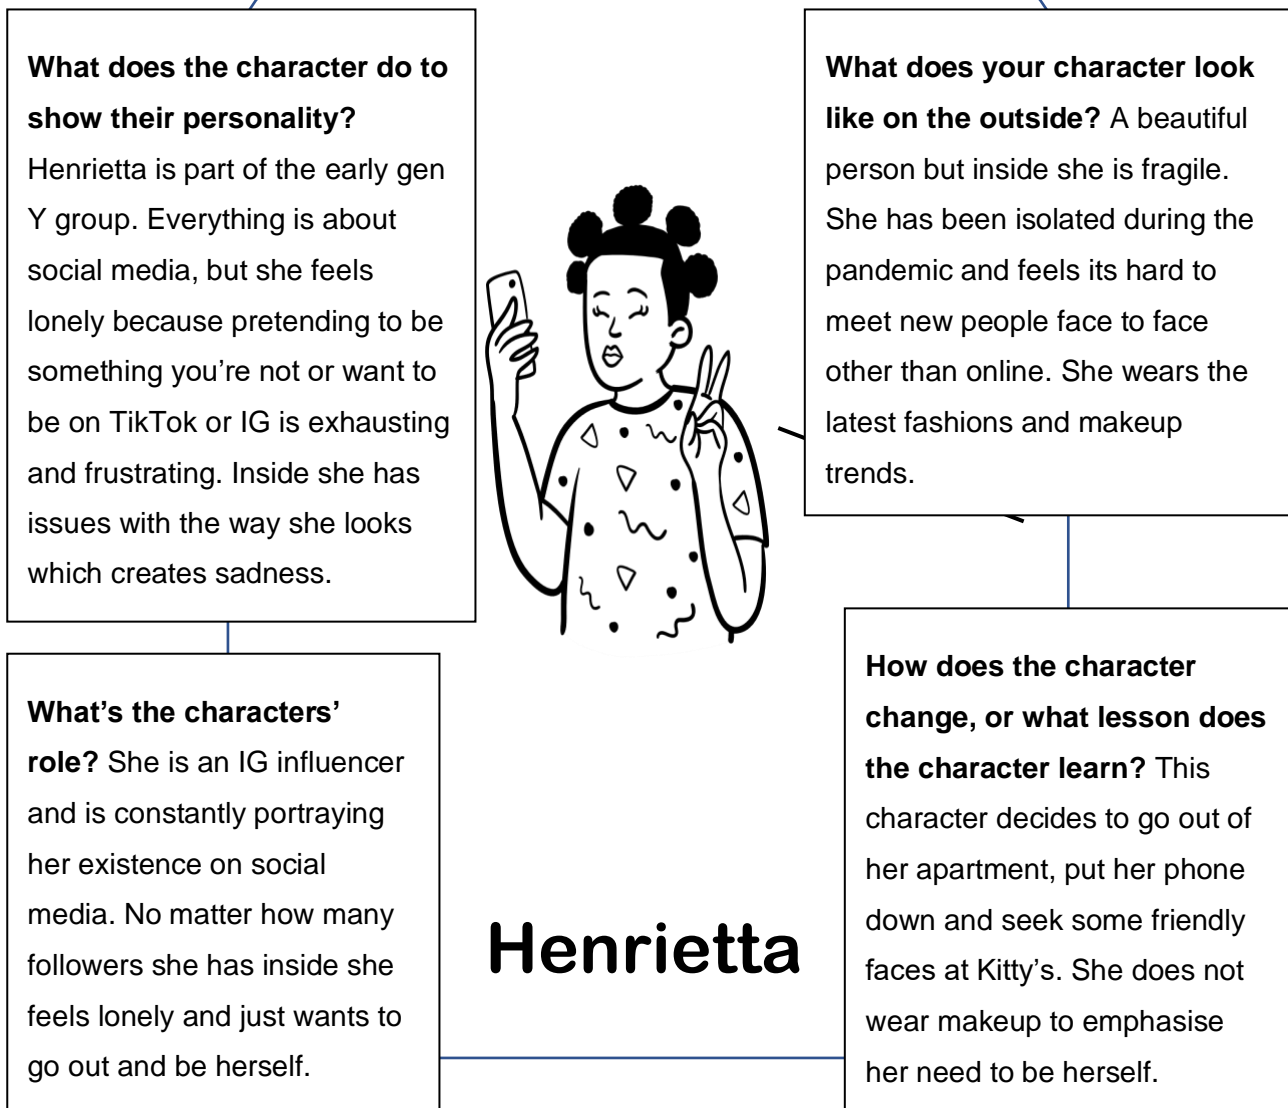 What does the character do to
show their personality?
Henrietta is part of the early gen
Y group. Everything is about
social media, but she feels
lonely because pretending to be
something you're not or want to
be on TikTok or IG is exhausting
and frustrating. Inside she has
issues with the way she looks
which creates sadness.
What does your character look
like on the outside? A beautiful
person but inside she is fragile.
She has been isolated during the
pandemic and feels its hard to
meet new people face to face
other than online. She wears the
latest fashions and makeup
trends.
What's the characters'
role? She is an IG influencer
and is constantly portraying
her existence on social
media. No matter how many
followers she has inside she
feels lonely and just wants to
go out and be herself.
Henrietta
How does the character
change, or what lesson does
the character learn? This
character decides to go out of
her apartment, put her phone
down and seek some friendly
faces at Kitty's. She does not
wear makeup to emphasise
her need to be herself.